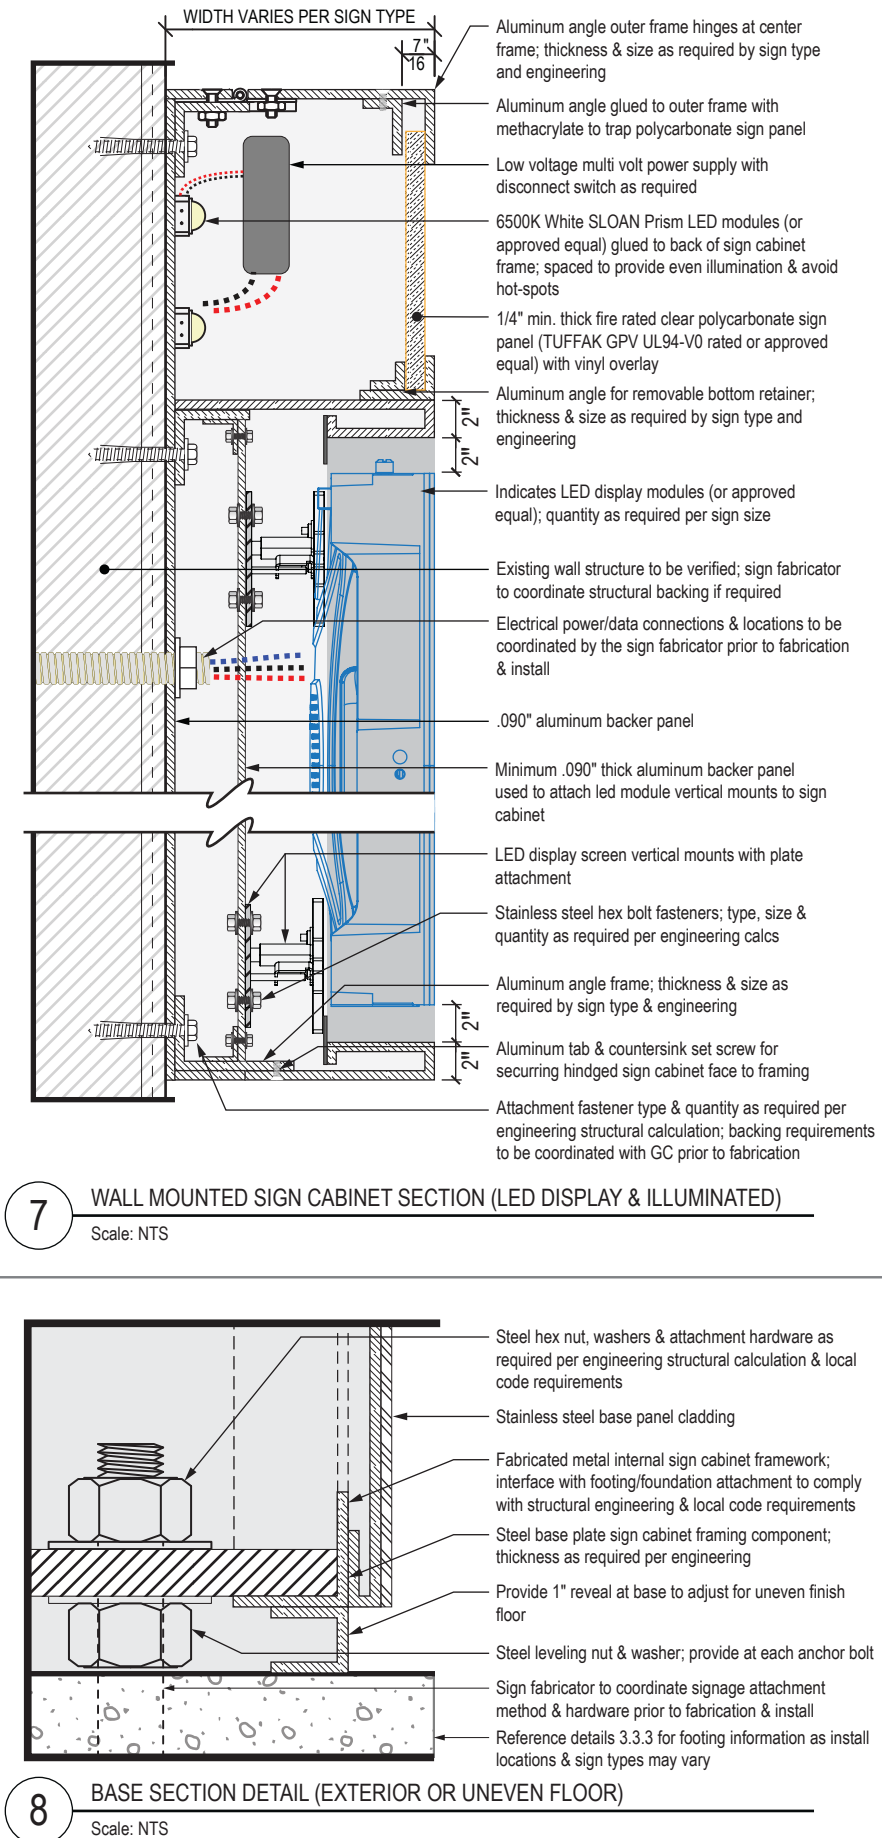 WIDTH VARIES PER SIGN TYPE
7"
16
Aluminum angle outer frame hinges at center
frame; thickness & size as required by sign type
and engineering
Aluminum angle glued to outer frame with
methacrylate to trap polycarbonate sign panel
Low voltage multi volt power supply with
disconnect switch as required
6500K White SLOAN Prism LED modules (or
approved equal) glued to back of sign cabinet
frame; spaced to provide even illumination & avoid
hot-spots
1/4" min. thick fire rated clear polycarbonate sign
panel (TUFFAK GPV UL94-V0 rated or approved
equal) with vinyl overlay
Aluminum angle for removable bottom retainer;
thickness & size as required by sign type and
engineering
2"
2"
Indicates LED display modules (or approved
equal); quantity as required per sign size
Existing wall structure to be verified; sign fabricator
to coordinate structural backing if required
Electrical power/data connections & locations to be
coordinated by the sign fabricator prior to fabrication
& install
.090" aluminum backer panel
Minimum .090" thick aluminum backer panel
used to attach led module vertical mounts to sign
cabinet
LED display screen vertical mounts with plate
attachment
Stainless steel hex bolt fasteners; type, size &
quantity as required per engineering calcs
Aluminum angle frame; thickness & size as
required by sign type & engineering
2"
2"
Aluminum tab & countersink set screw for
securring hindged sign cabinet face to framing
Attachment fastener type & quantity as required per
engineering structural calculation; backing requirements
to be coordinated with GC prior to fabrication
7
WALL MOUNTED SIGN CABINET SECTION (LED DISPLAY & ILLUMINATED)
Scale: NTS
Steel hex nut, washers & attachment hardware as
required per engineering structural calculation & local
code requirements
Stainless steel base panel cladding
Fabricated metal internal sign cabinet framework;
interface with footing/foundation attachment to comply
with structural engineering & local code requirements
Steel base plate sign cabinet framing component;
thickness as required per engineering
Provide 1" reveal at base to adjust for uneven finish
floor
Steel leveling nut & washer; provide at each anchor bolt
Sign fabricator to coordinate signage attachment
method & hardware prior to fabrication & install
Reference details 3.3.3 for footing information as install
locations & sign types may vary
8
BASE SECTION DETAIL (EXTERIOR OR UNEVEN FLOOR)
Scale: NTS